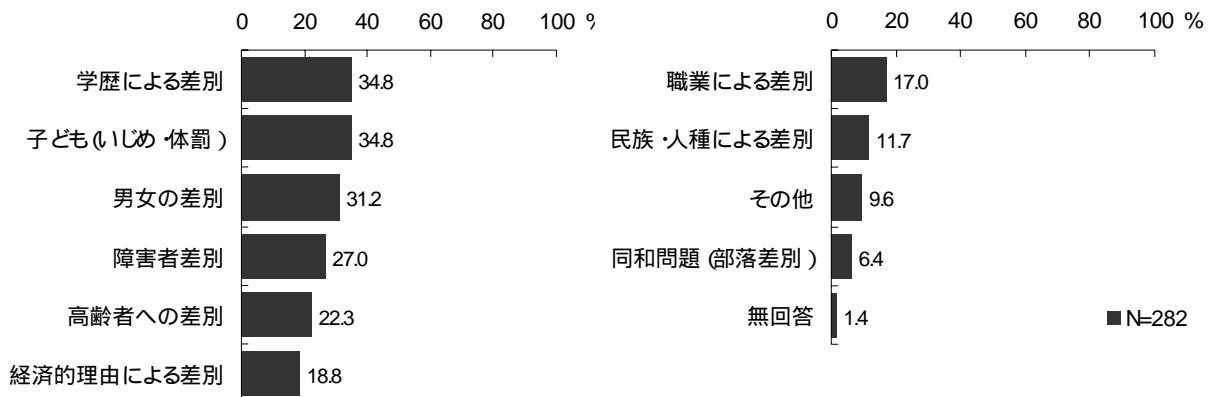 0 20 40 60 80 100 %
学歴による差別 34.8
子ども(いじめ・体罰) 34.8
男女の差別 31.2
障害者差別 27.0
高齢者への差別 22.3
経済的理由による差別 18.8
0 20 40 60 80 100 %
職業による差別 17.0
民族・人種による差別 11.7
その他 9.6
同和問題(部落差別) 6.4
無回答 1.4
N=282